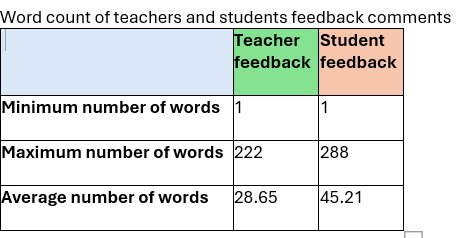 Word count of teachers and students feedback comments
Teacher feedback Student feedback
Minimum number of words 1 1
Maximum number of words 222 288
Average number of words 28.65 45.21